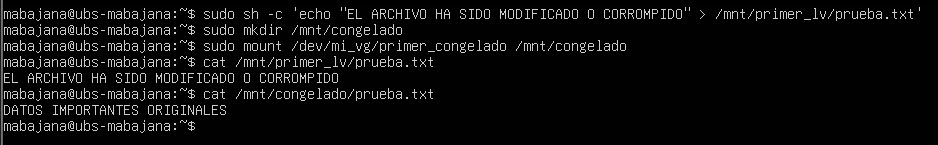 mabajana@ubs-mabajana:~$ sudo sh -c 'echo "EL ARCHIVO HA SIDO MODIFICADO O CORROMPIDO" > /mnt/primer_lv/prueba.txt'
mabajana@ubs-mabajana:~$ sudo mkdir /mnt/congelado
mabajana@ubs-mabajana:~$ sudo mount /dev/mi_vg/primer_congelado /mnt/congelado
mabajana@ubs-mabajana:~$ cat /mnt/primer_lv/prueba.txt
EL ARCHIVO HA SIDO MODIFICADO O CORROMPIDO
mabajana@ubs-mabajana:~$ cat /mnt/congelado/prueba.txt
DATOS IMPORTANTES ORIGINALES
mabajana@ubs-mabajana:~$